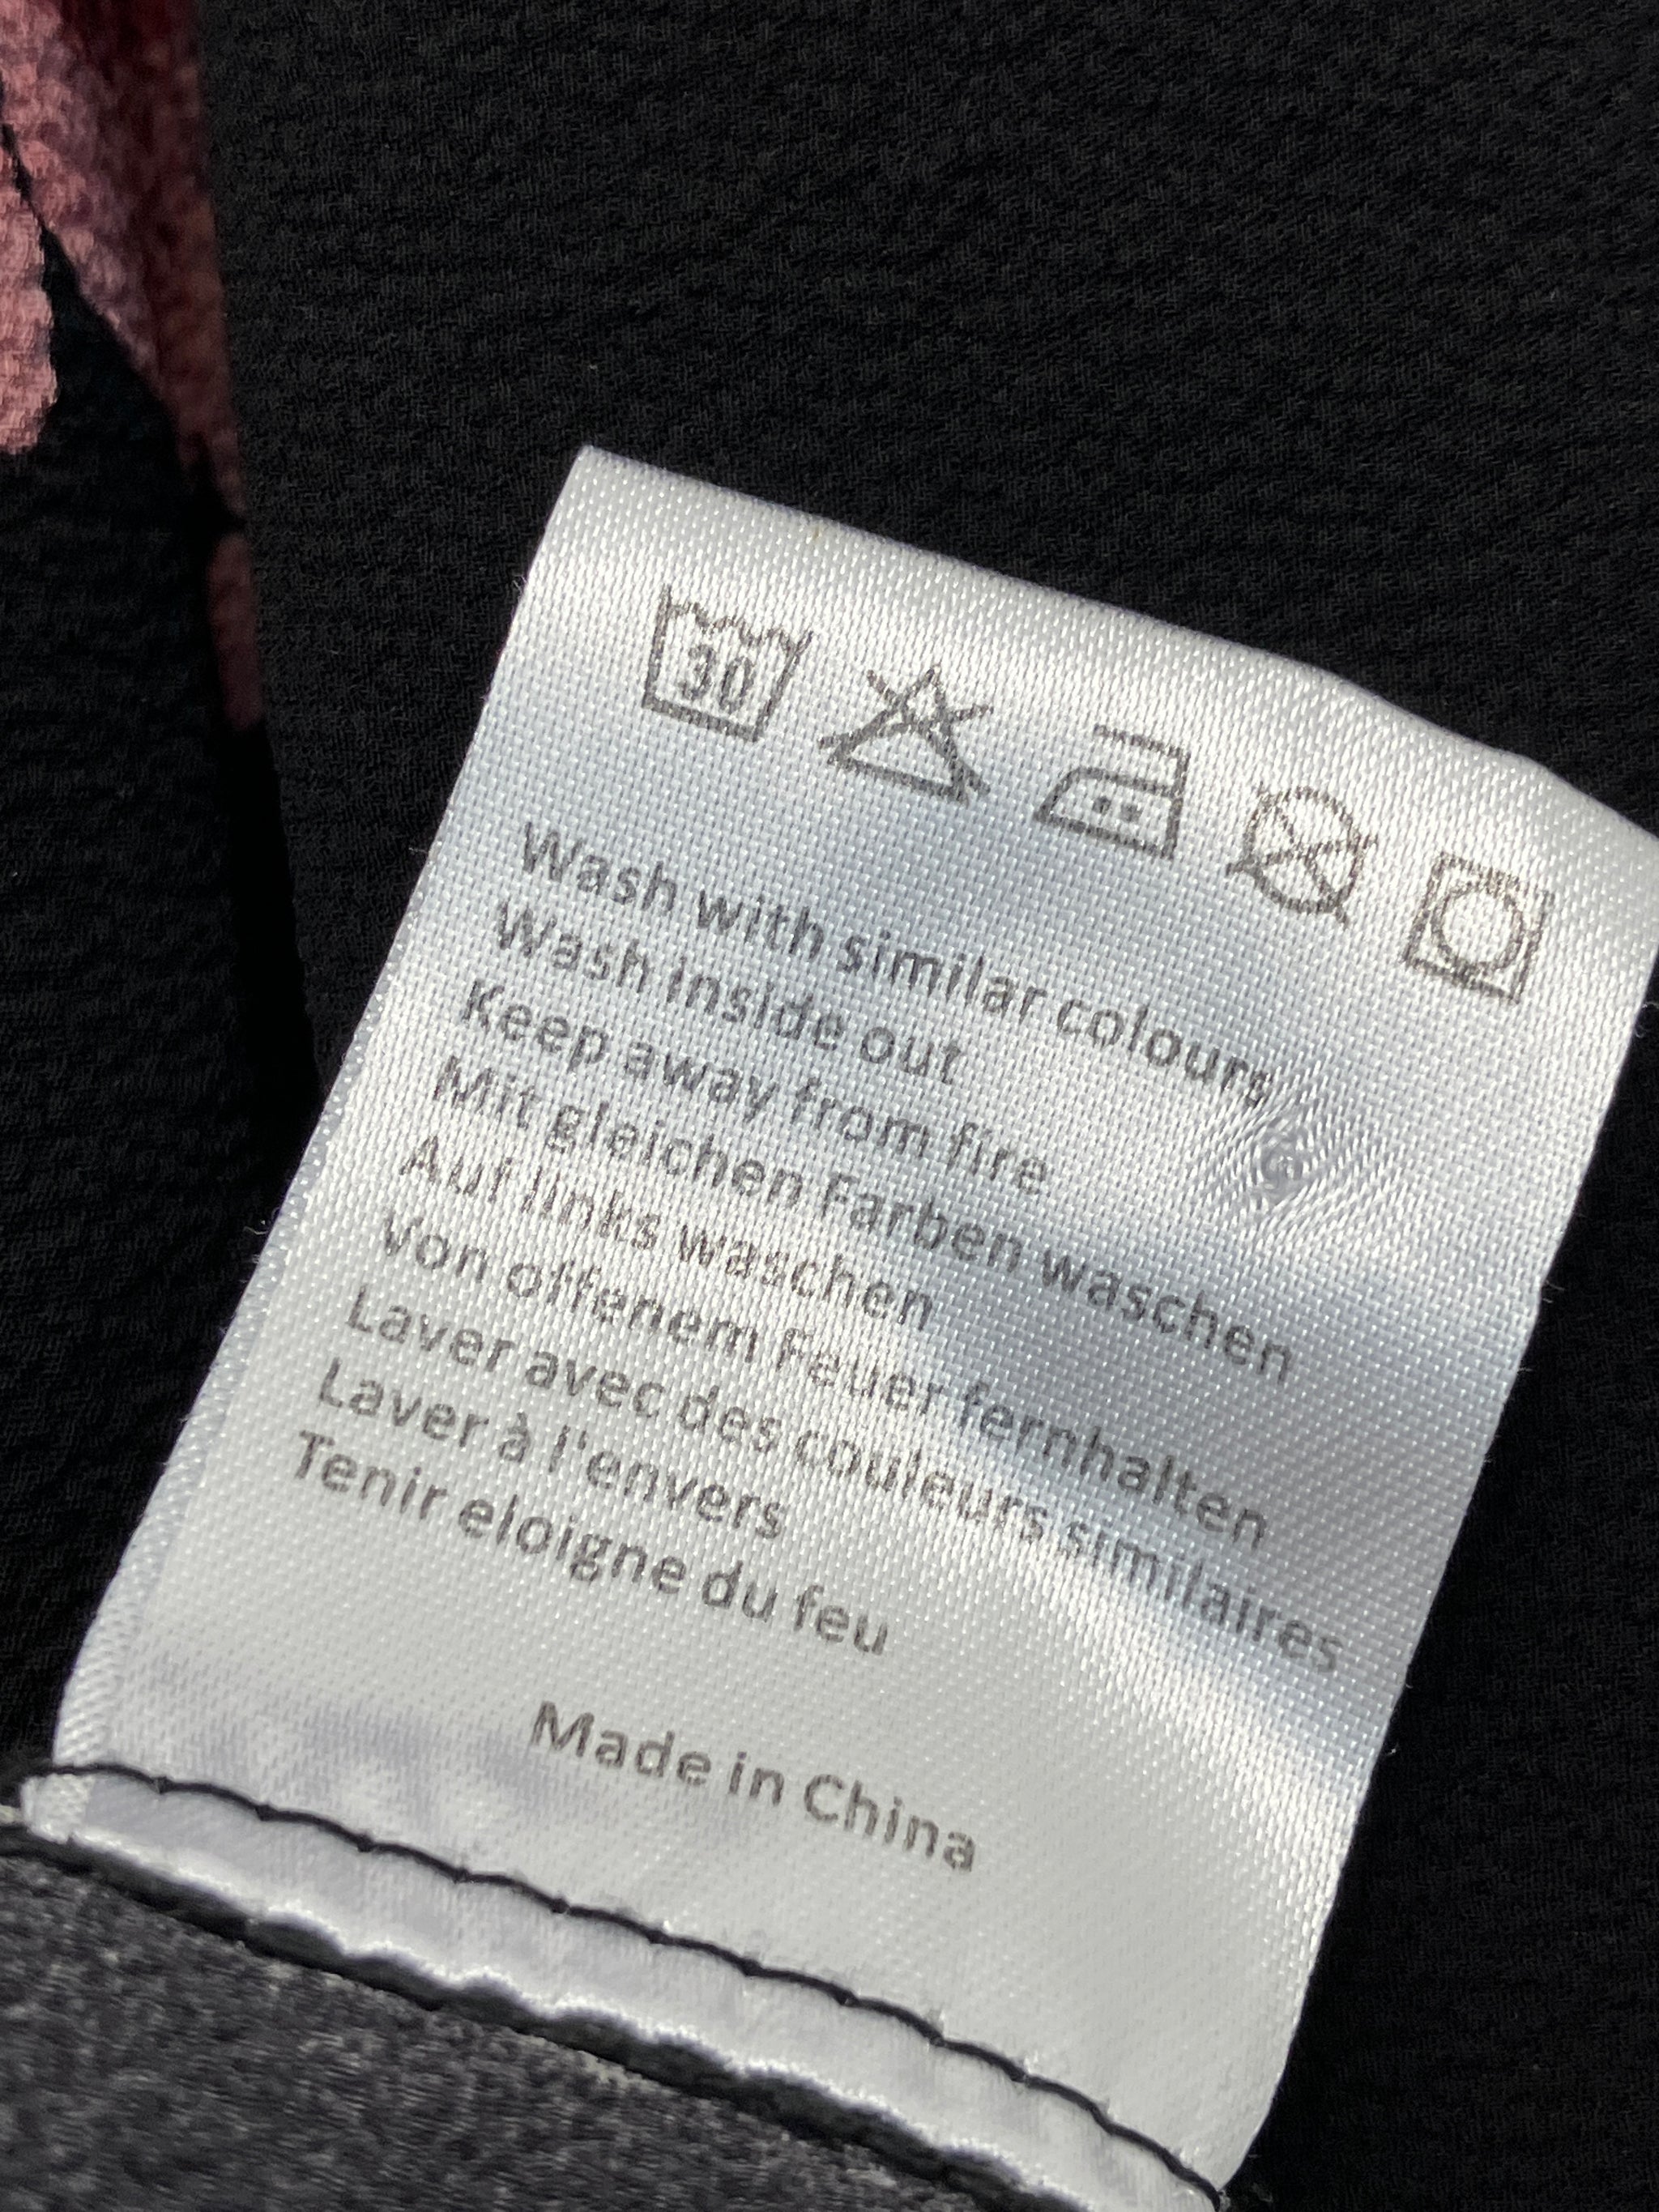 30
Wash with similar colours
Wash inside out
Keep away from fire
Mit gleichen Farben waschen
Auf links waschen
Von offenem Feuer fernhalten
Laver avec des couleurs similaires
Laver à l'envers
Tenir eloigne du feu
Made in China